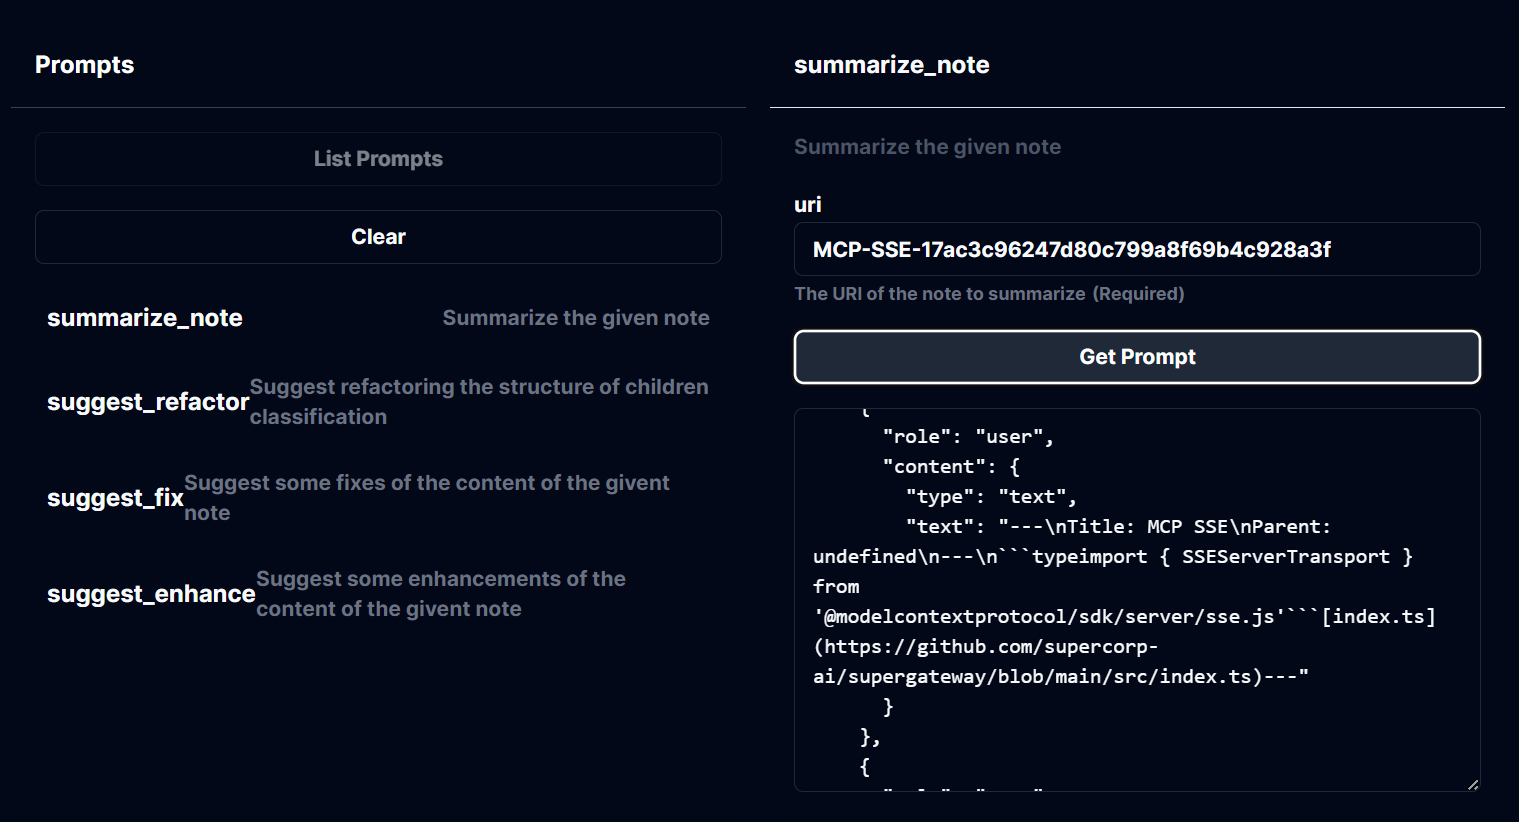 Prompts
List Prompts
Clear
summarize_note
Summarize the given note
suggest_refactor
Suggest refactoring the structure of children
classification
suggest_fix
Suggest some fixes of the content of the givent
note
suggest_enhance
Suggest some enhancements of the
content of the givent note
summarize_note
Summarize the given note
uri
MCP-SSE-17ac3c96247d80c799a8f69b4c928a3f
The URI of the note to summarize (Required)
Get Prompt
{
"role": "user",
"content": {
"type": "text",
"text": "---\nTitle: MCP SSE\nParent:
undefined\n---\n```typeimport { SSEServerTransport }
from
'@modelcontextprotocol/sdk/server/sse.js'```[index.ts]
(https://github.com/supercorp-
ai/supergateway/blob/main/src/index.ts)---"
}
},
{